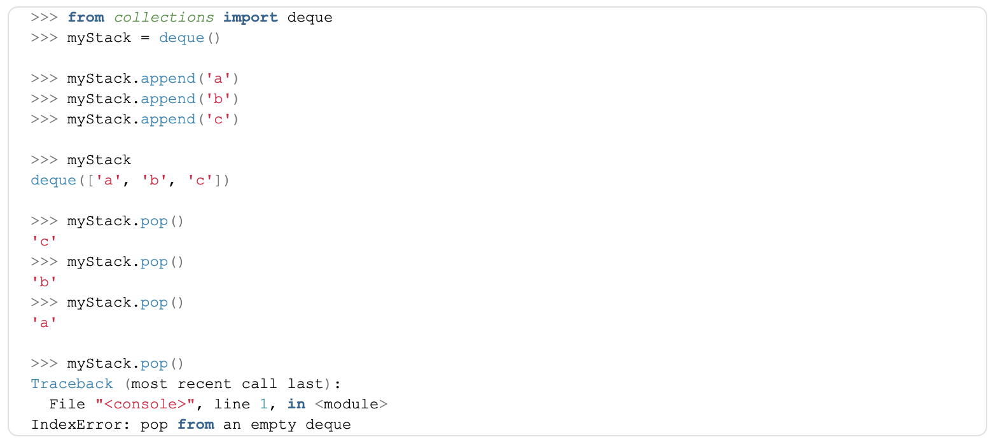 >>> from collections import deque
>>> myStack = deque()
>>> myStack.append('a')
>>> myStack.append('b')
>>> myStack.append('c')
>>> myStack
deque(['a', 'b', 'c'])
>>> myStack.pop()
'c'
>>> myStack.pop()
'b'
>>> myStack.pop()
'a'
>>> myStack.pop()
Traceback (most recent call last):
  File "<console>", line 1, in <module>
IndexError: pop from an empty deque